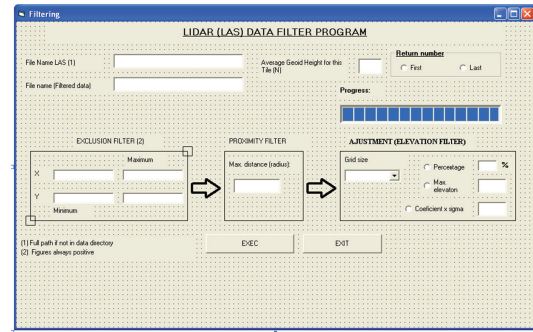 Filtering
LIDAR (LAS) DATA FILTER PROGRAM
File Name LAS (1)
Average Geoid Height for this
Tile (N)
Return number
First Last
File name (Filtered data)
Progress:
EXCLUSION FILTER (2) PROXIMITY FILTER AJUSTMENT (ELEVATION FILTER)
Maximum
X
Y
Minimum
Max. distance (radius):
Grid size
Percentage %
Max.
elevaton
Coeficient x sigma
(1) Full path if not in data directory
(2) Figures always positive
EXEC EXIT